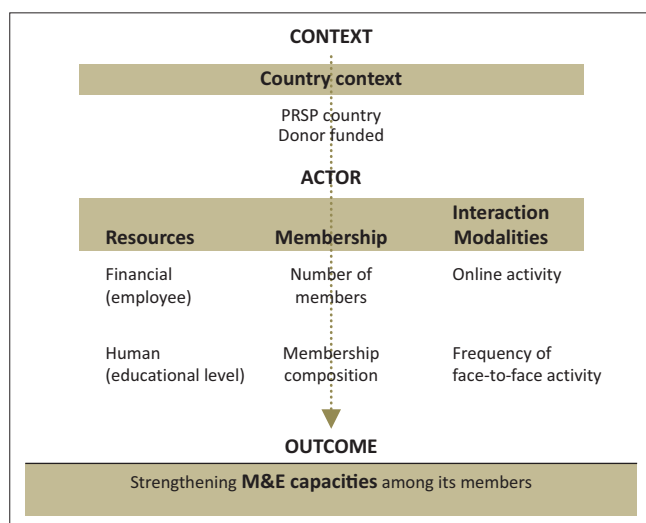 CONTEXT
Country context
PRSP country
Donor funded
ACTOR
Resources
Membership
Interaction
Modalities
Financial
(employee)
Number of
members
Online activity
Human
(educational level)
Membership
composition
Frequency of
face-to-face activity
OUTCOME
Strengthening M&E capacities among its members